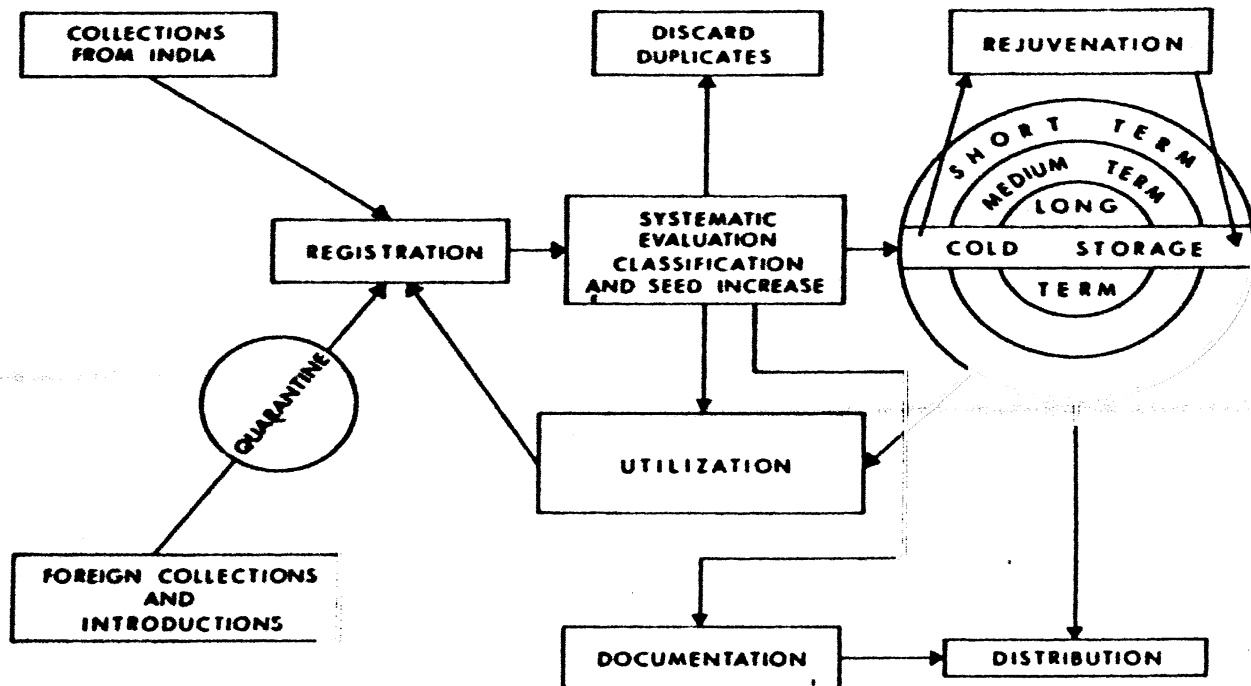 COLLECTIONS
FROM INDIA
DISCARD
DUPLICATES
REJUVENATION
SHORT TERM
MEDIUM TERM
LONG
COLD STORAGE
TERM
REGISTRATION
SYSTEMATIC
EVALUATION
CLASSIFICATION
AND SEED INCREASE
QUARANTINE
UTILIZATION
FOREIGN COLLECTIONS
AND
INTRODUCTIONS
DOCUMENTATION
DISTRIBUTION